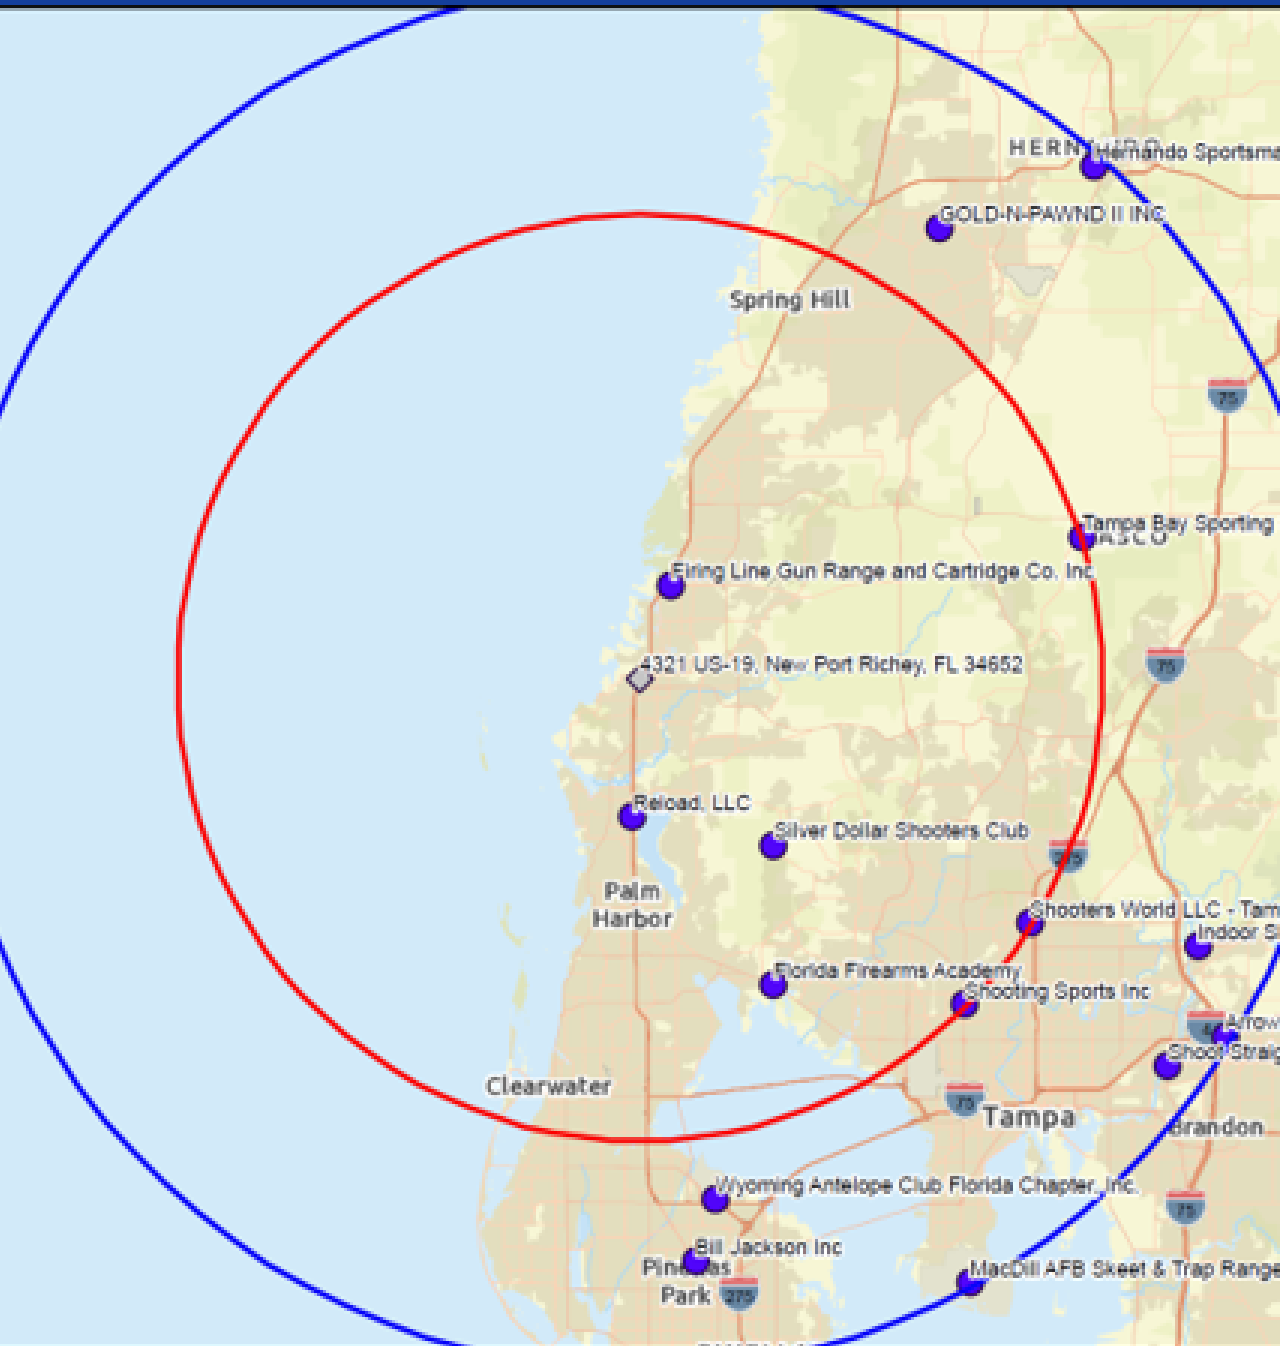 HERN
Hernando Sportsma
GOLD-N-PAWND II INC
Spring Hill
75
Tampa Bay Sporting
ASCO
Firing Line Gun Range and Cartridge Co, Inc
4321 US-19, New Port Richey, FL 34652
75
Reload, LLC
Silver Dollar Shooters Club
275
Palm
Harbor
Shooters World LLC - Tam
Indoor S
Florida Firearms Academy
Shooting Sports Inc
Arrow
Shoot Straig
Clearwater
75
Tampa
Brandon
Wyoming Antelope Club Florida Chapter, Inc.
75
Bill Jackson Inc
Pinellas
Park
275
MacDill AFB Skeet & Trap Range